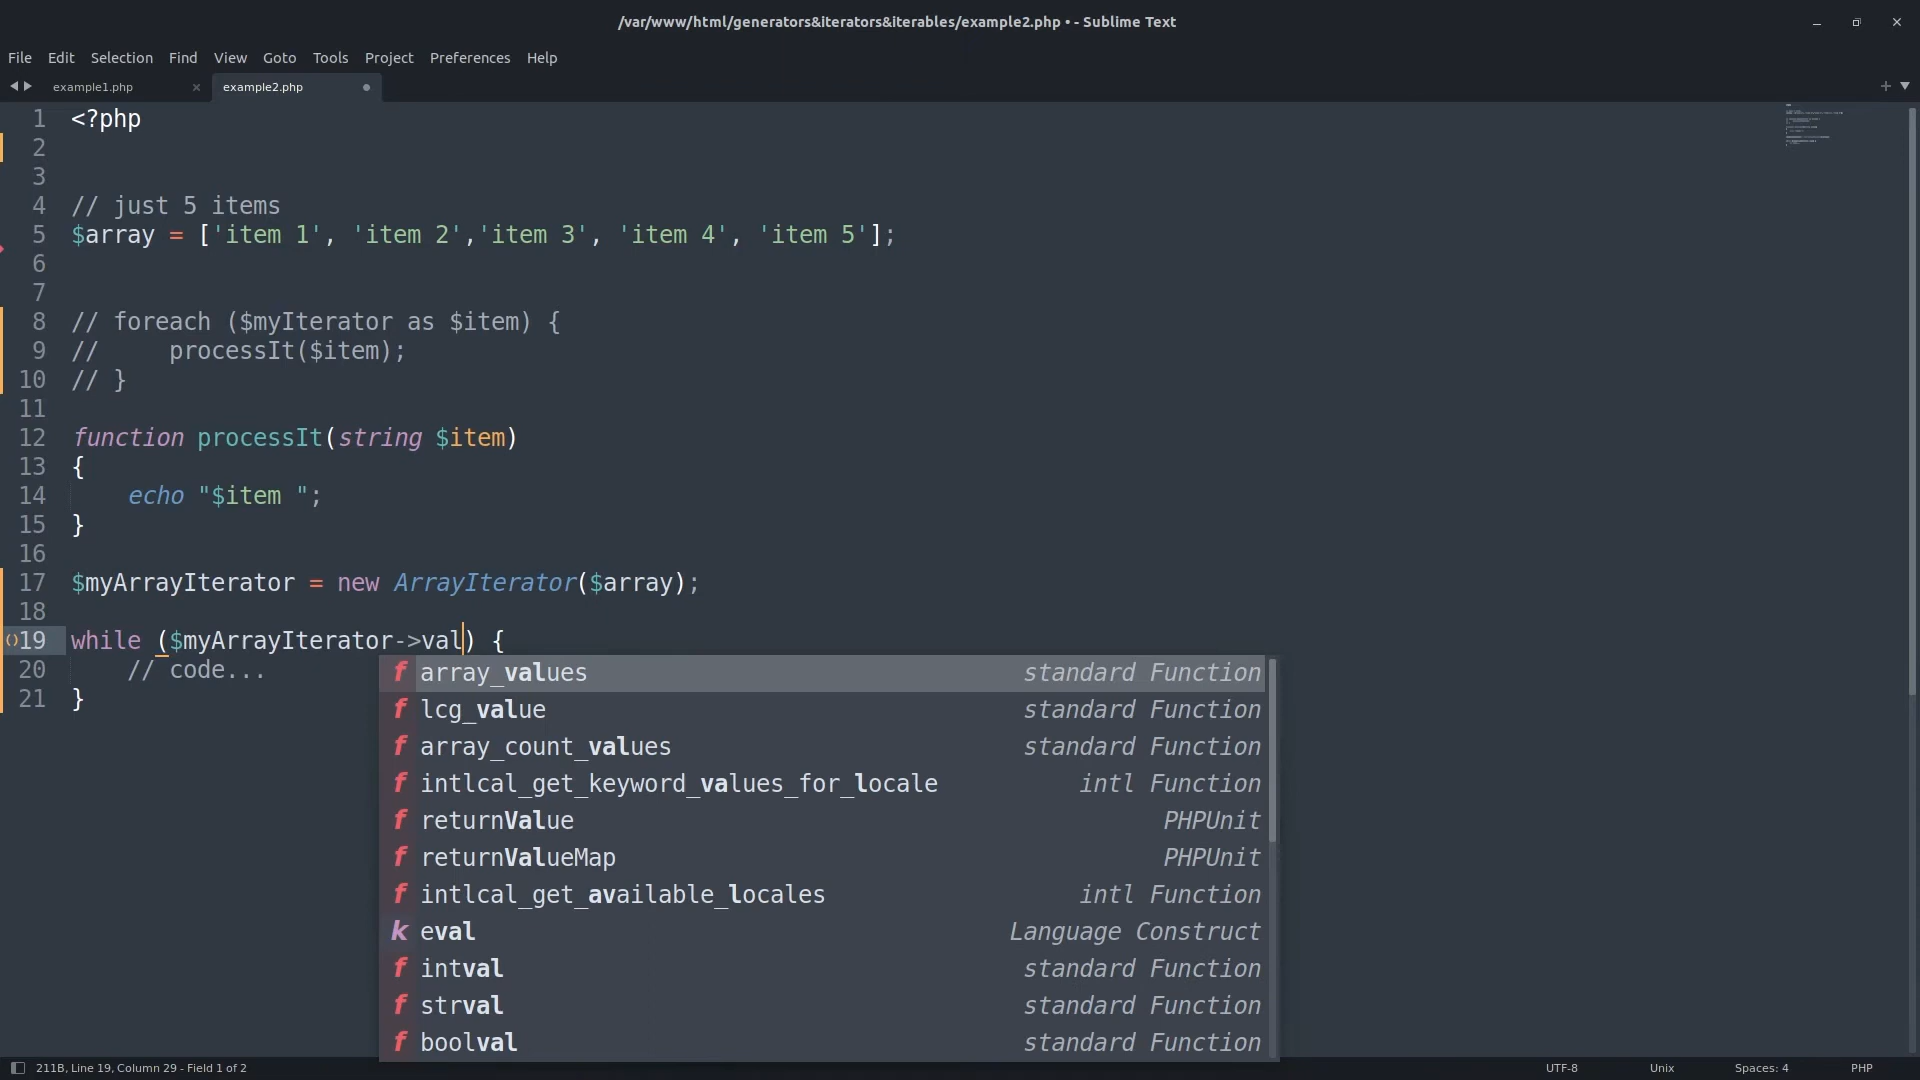 /var/www/html/generators&iterators&iterables/example2.php • - Sublime Text
File Edit Selection Find View Goto Tools Project Preferences Help
example1.php × example2.php
1 <?php
2
3
4 // just 5 items
5 $array = ['item 1', 'item 2','item 3', 'item 4', 'item 5'];
6
7
8 // foreach ($myIterator as $item) {
9 //     processIt($item);
10 // }
11
12 function processIt(string $item)
13 {
14     echo "$item ";
15 }
16
17 $myArrayIterator = new ArrayIterator($array);
18
19 while ($myArrayIterator->val) {
20     // code...
21 }
f array_values standard Function
f lcg_value standard Function
f array_count_values standard Function
f intlcal_get_keyword_values_for_locale intl Function
f returnValue PHPUnit
f returnValueMap PHPUnit
f intlcal_get_available_locales intl Function
k eval Language Construct
f intval standard Function
f strval standard Function
f boolval standard Function
211B, Line 19, Column 29 - Field 1 of 2 UTF-8 Unix Spaces: 4 PHP